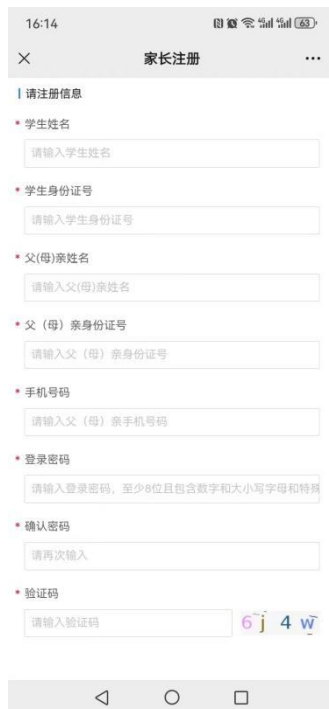 16:14
63
家长注册
请注册信息
* 学生姓名
请输入学生姓名
* 学生身份证号
请输入学生身份证号
* 父(母)亲姓名
请输入父(母)亲姓名
* 父（母）亲身份证号
请输入父（母）亲身份证号
* 手机号码
请输入父（母）亲手机号码
* 登录密码
请输入登录密码，至少8位且包含数字和大小写字母和特殊
* 确认密码
请再次输入
* 验证码
请输入验证码
6j4w